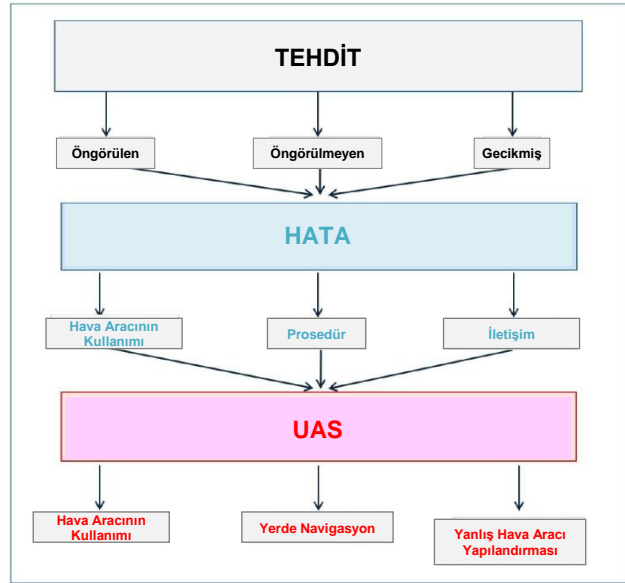 TEHDİT
Öngörülen
Öngörülmeyen
Gecikmiş
HATA
Hava Aracının
Kullanımı
Prosedür
İletişim
UAS
Hava Aracının
Kullanımı
Yerde Navigasyon
Yanlış Hava Aracı
Yapılandırması